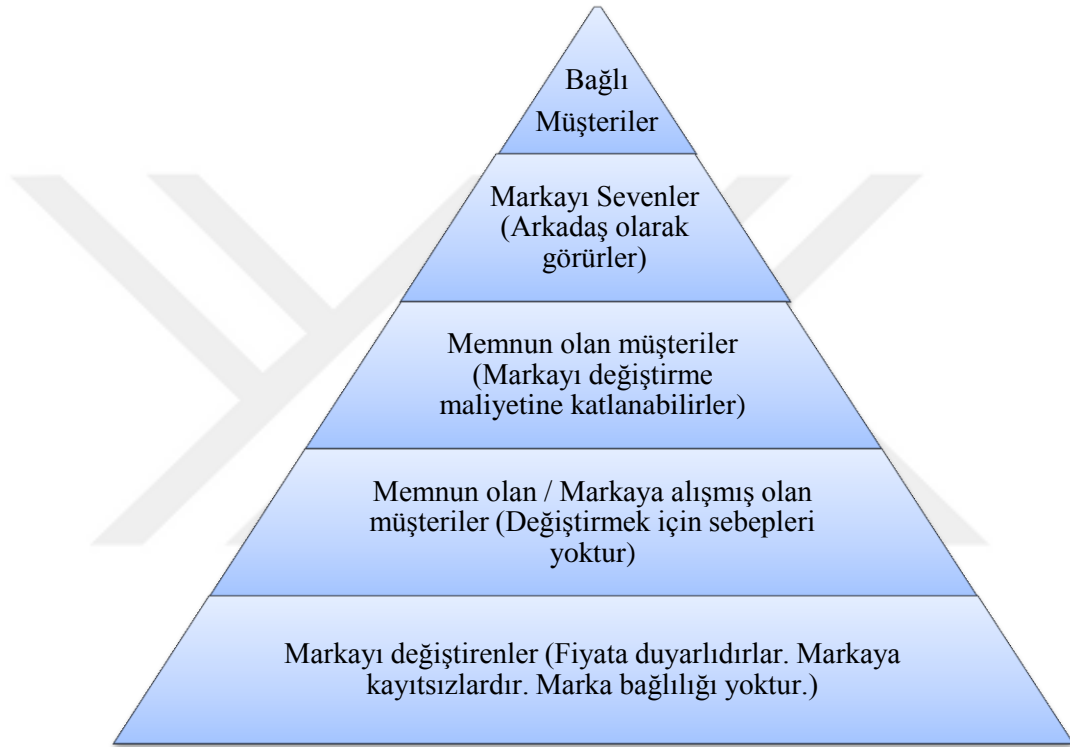 Bağlı
Müşteriler
Markayı Sevenler
(Arkadaş olarak
görürler)
Memnun olan müşteriler
(Markayı değiştirme
maliyetine katlanabilirler)
Memnun olan / Markaya alışmış olan
müşteriler (Değiştirmek için sebepleri
yoktur)
Markayı değiştirenler (Fiyata duyarlıdırlar. Markaya
kayıtsızlardır. Marka bağlılığı yoktur.)